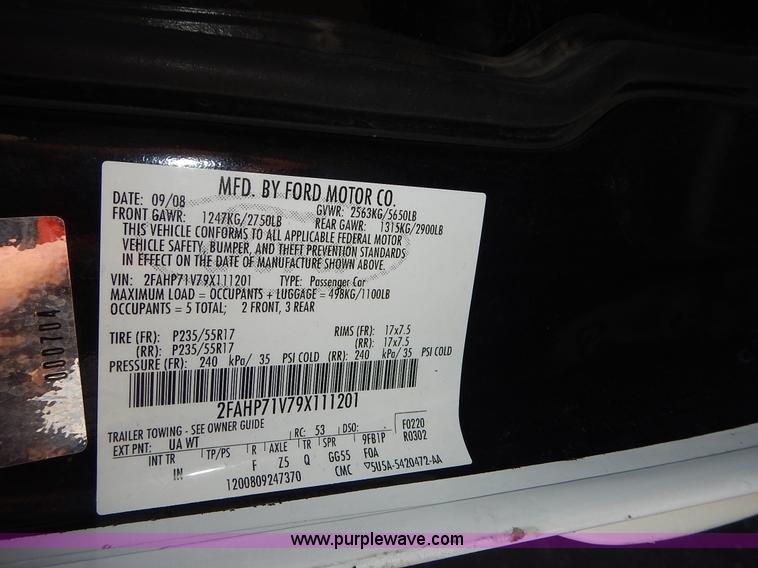 MFD. BY FORD MOTOR CO.
DATE: 09/08 GVWR: 2563KG/5650LB
FRONT GAWR: 1247KG/2750LB REAR GAWR: 1315KG/2900LB
THIS VEHICLE CONFORMS TO ALL APPLICABLE FEDERAL MOTOR
VEHICLE SAFETY, BUMPER, AND THEFT PREVENTION STANDARDS
IN EFFECT ON THE DATE OF MANUFACTURE SHOWN ABOVE.
VIN: 2FAHP71V79X111201 TYPE: Passenger Car
MAXIMUM LOAD = OCCUPANTS + LUGGAGE = 498KG/1100LB
OCCUPANTS = 5 TOTAL; 2 FRONT, 3 REAR
TIRE (FR): P235/55R17 RIMS (FR): 17x7.5
(RR): P235/55R17 (RR): 17x7.5
PRESSURE (FR): 240 kPa/ 35 PSI COLD (RR): 240 kPa/ 35 PSI COLD
2FAHP71V79X111201
TRAILER TOWING - SEE OWNER GUIDE
EXT PNT: UA WT RC: 53 DSO: F0220
R0302
INT TR TP/PS R AXLE TR SPR 9FB1P
IN F Z5 Q GG55 FOA
1200809247370 CMC ▽5U5A-5420472-AA
000704
www.purplewave.com